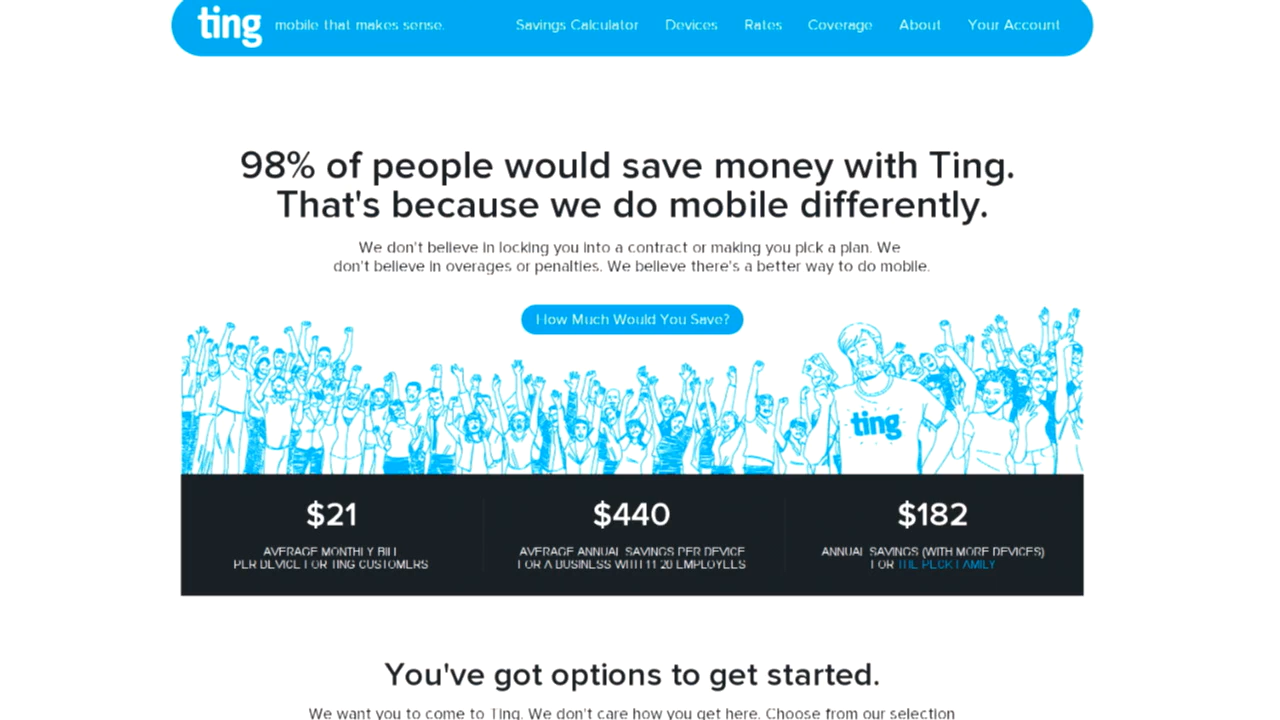 ting mobile that makes sense. Savings Calculator Devices Rates Coverage About Your Account
98% of people would save money with Ting.
That's because we do mobile differently.
We don't believe in locking you into a contract or making you pick a plan. We
don't believe in overages or penalties. We believe there's a better way to do mobile.
How Much Would You Save?
ting
$21 $440 $182
AVERAGE MONTHLY BILL AVERAGE ANNUAL SAVINGS PER DEVICE ANNUAL SAVINGS (WITH MORE DEVICES)
PER DEVICE FOR TING CUSTOMERS FOR A BUSINESS WITH 11-20 EMPLOYEES FOR THE PECK FAMILY
You've got options to get started.
We want you to come to Ting. We don't care how you get here. Choose from our selection